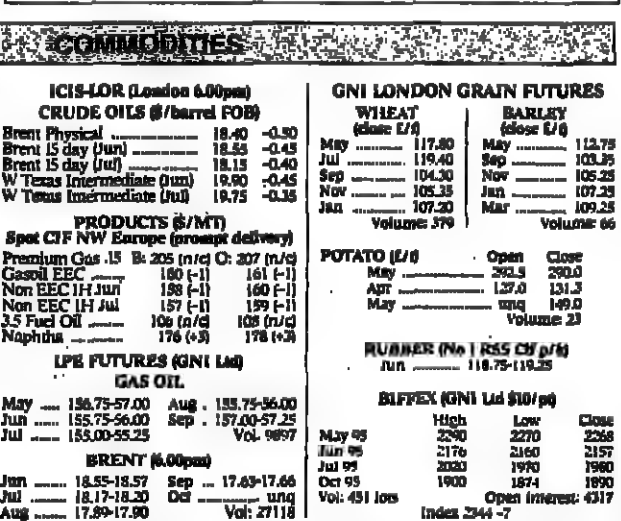 COMMODITIES
ICIS-LOR (London 6.00pm)
CRUDE OILS ($/barrel FOB)
Brent Physical 18.40 -0.50
Brent 15 day (Jun) 18.55 -0.45
Brent 15 day (Jul) 18.15 -0.40
W Texas Intermediate (Jun) 19.90 -0.45
W Texas Intermediate (Jul) 19.75 -0.35
PRODUCTS ($/MT)
Spot CIF NW Europe (prompt delivery)
Premium Gas .15 B: 205 (n/c) O: 207 (n/c)
Gasoil EEC 160 (-1) 161 (-1)
Non EEC 1H Jun 158 (-1) 160 (-1)
Non EEC 1H Jul 157 (-1) 159 (-1)
3.5 Fuel Oil 106 (n/c) 108 (n/c)
Naphtha 176 (+3) 178 (+3)
IPE FUTURES (GNI Ltd)
GAS OIL
May 156.75-57.00 Aug 155.75-56.00
Jun 155.75-56.00 Sep 157.00-57.25
Jul 155.00-55.25 Vol: 9897
BRENT (6.00pm)
Jun 18.55-18.57 Sep 17.63-17.66
Jul 18.17-18.20 Oct unq
Aug 17.89-17.90 Vol: 27118
GNI LONDON GRAIN FUTURES
WHEAT BARLEY
(close £/t) (close £/t)
May 117.80 May 112.75
Jul 119.40 Sep 103.35
Sep 104.30 Nov 105.25
Nov 105.35 Jan 107.25
Jan 107.20 Mar 109.25
Volume: 379 Volume: 66
POTATO (£/t) Open Close
May 292.5 290.0
Apr 127.0 131.5
May unq 149.0
Volume: 23
RUBBER (No 1 RSS Cif p/k)
Jun 118.75-119.25
BIFFEX (GNI Ltd $10/pt)
High Low Close
May 95 2290 2270 2268
Jun 95 2176 2160 2157
Jul 95 2020 1970 1980
Oct 95 1900 1874 1890
Vol: 451 lots Open interest: 4317
Index 2344 -7